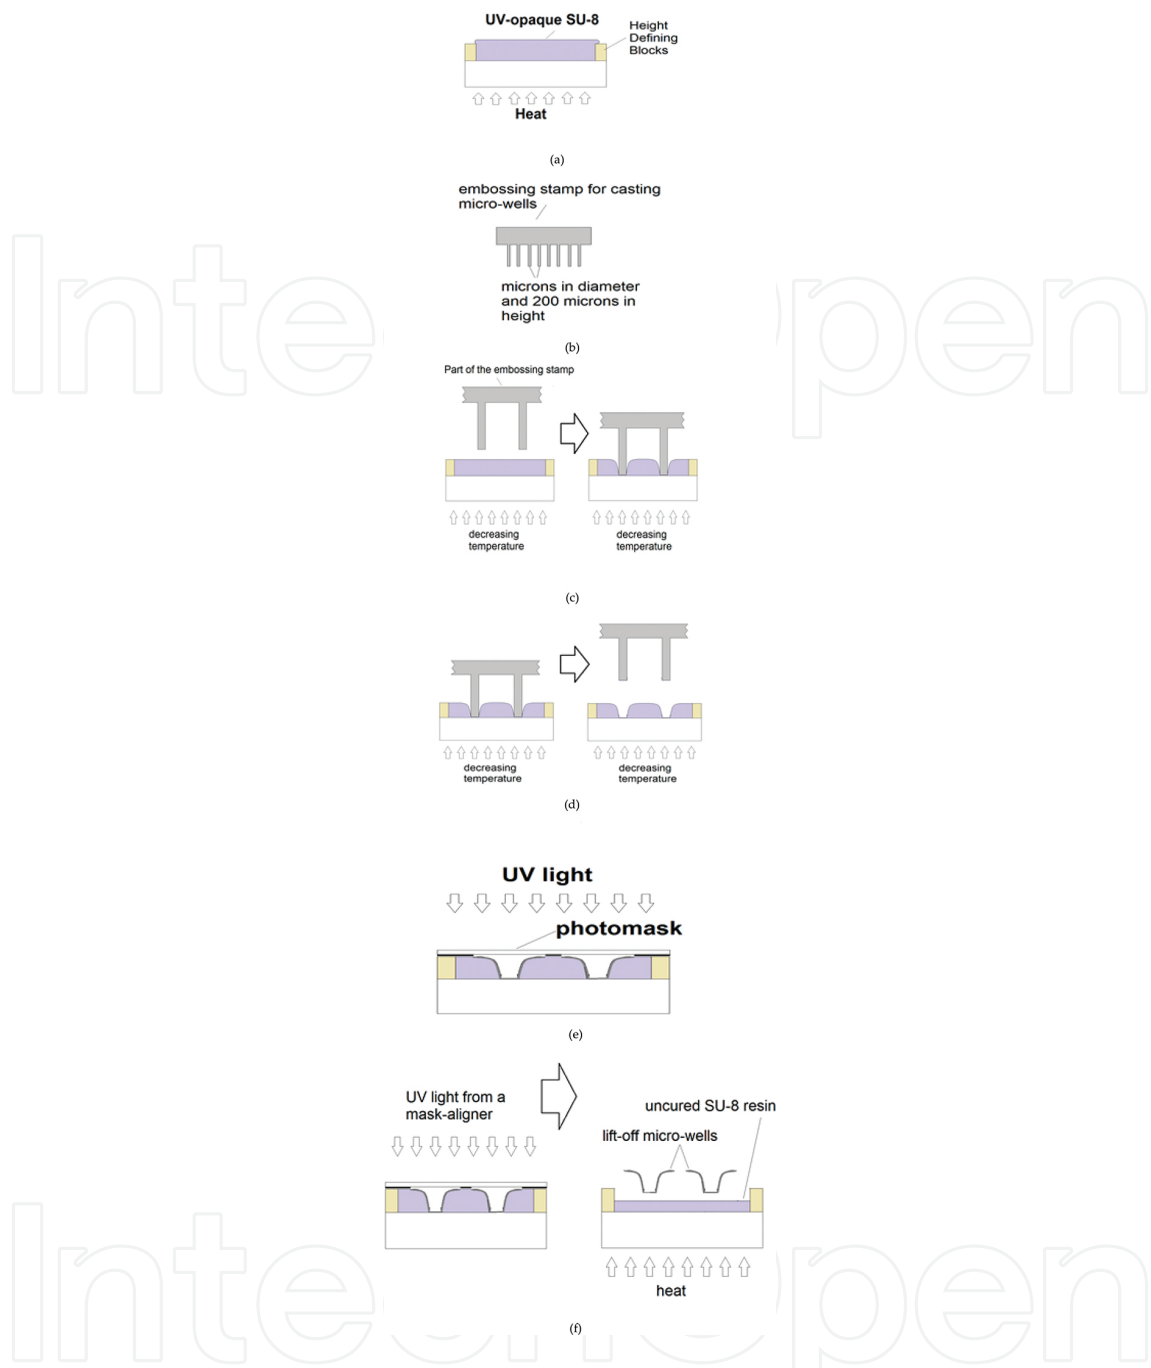 UV-opaque SU-8
Height
Defining
Blocks
Heat
(a)
embossing stamp for casting
micro-wells
microns in diameter
and 200 microns in
height
(b)
Part of the embossing stamp
decreasing
temperature
decreasing
temperature
(c)
decreasing
temperature
decreasing
temperature
(d)
UV light
photomask
(e)
UV light from a
mask-aligner
uncured SU-8 resin
lift-off micro-wells
heat
(f)